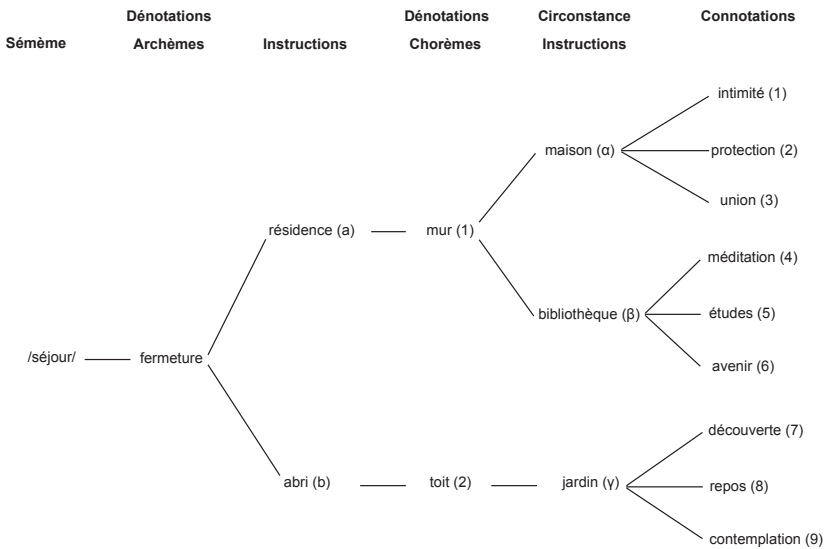 Dénotations Dénotations Circonstance Connotations
Sémème Archèmes Instructions Chorèmes Instructions
intimité (1)
maison (α) protection (2)
union (3)
résidence (a) mur (1)
méditation (4)
bibliothèque (β) études (5)
/séjour/ fermeture
avenir (6)
découverte (7)
abri (b) toit (2) jardin (γ) repos (8)
contemplation (9)